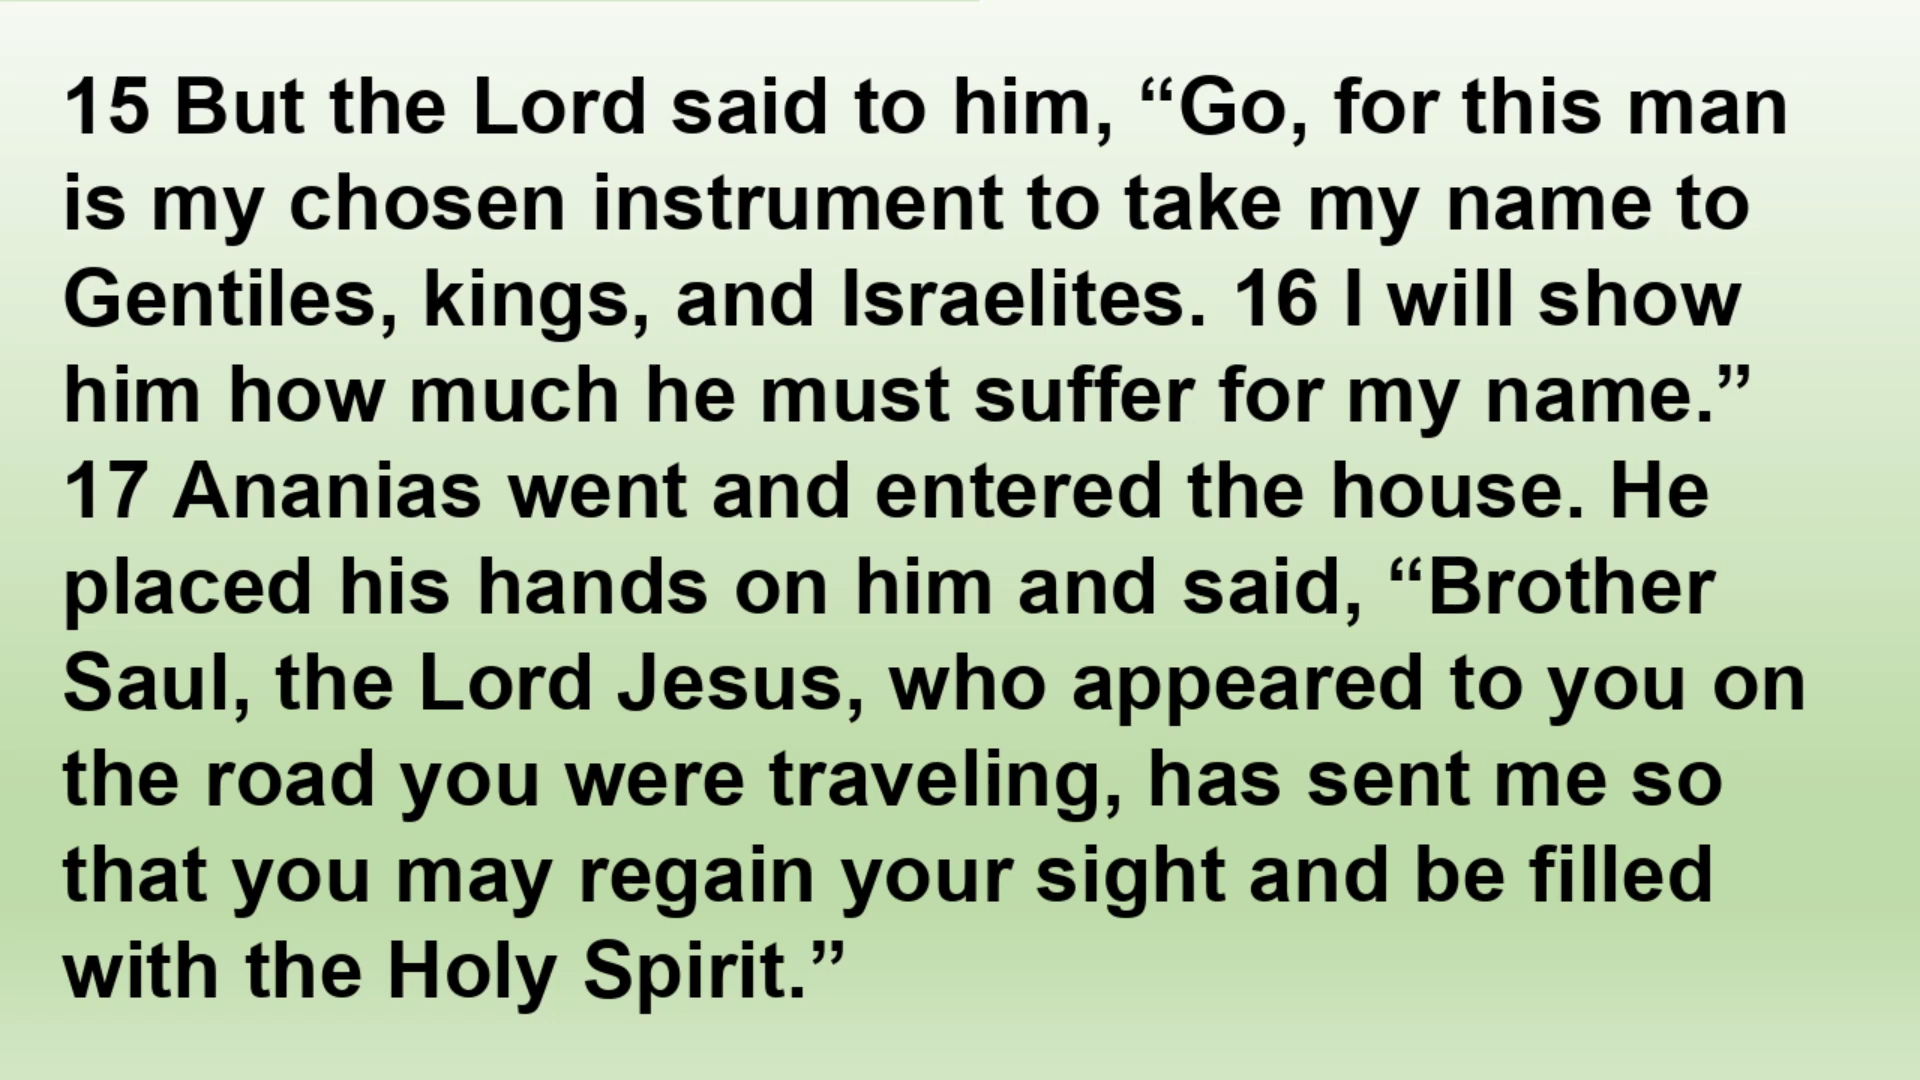 15 But the Lord said to him, “Go, for this man
is my chosen instrument to take my name to
Gentiles, kings, and Israelites. 16 I will show
him how much he must suffer for my name.”
17 Ananias went and entered the house. He
placed his hands on him and said, “Brother
Saul, the Lord Jesus, who appeared to you on
the road you were traveling, has sent me so
that you may regain your sight and be filled
with the Holy Spirit.”